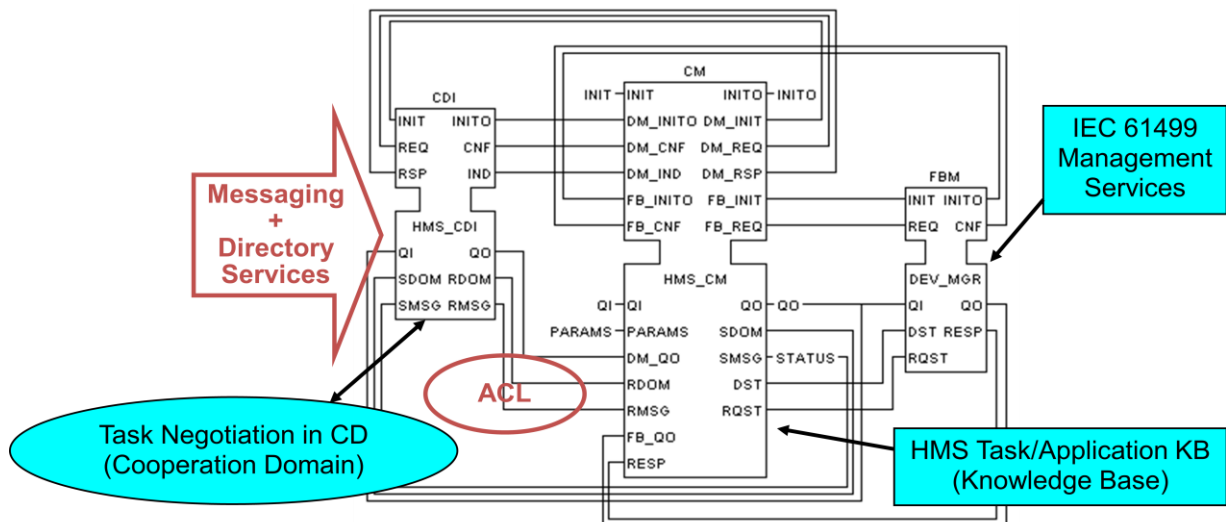 Messaging
+
Directory
Services
CDI
INIT INITO
REQ CNF
RSP IND
HMS_CDI
QI QO
SDOM RDOM
SMSG RMSG
ACL
Task Negotiation in CD
(Cooperation Domain)
CM
INIT INIT INITO INITO
DM_INITO DM_INIT
DM_CNF DM_REQ
DM_IND DM_RSP
FB_INITO FB_INIT
FB_CNF FB_REQ
HMS_CM
QI QI QO QO
PARAMS PARAMS SDOM
DM_QO SMSG STATUS
RDOM DST
RMSG RQST
FB_QO
RESP
FBM
INIT INITO
REQ CNF
DEV_MGR
QI QO
DST RESP
RQST
IEC 61499
Management
Services
HMS Task/Application KB
(Knowledge Base)